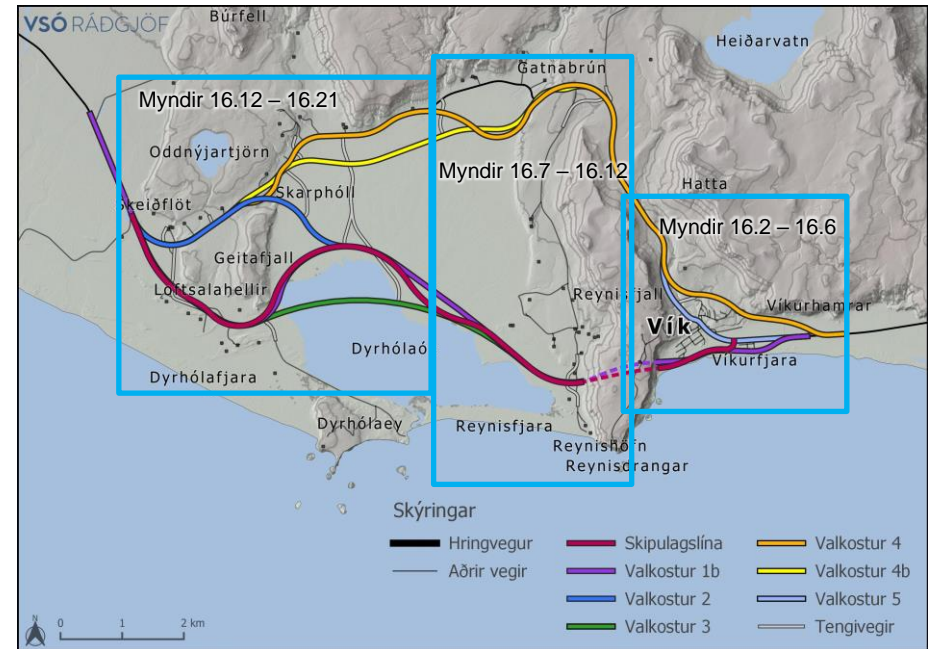 VSÓ RÁÐGJÖF
Búrfell
Heiðarvatn
Gatnabrún
Myndir 16.12 – 16.21
Oddnýjartjörn
Myndir 16.7 – 16.12
Skarphóll
Hatta
Skeiðflöt
Myndir 16.2 – 16.6
Geitafjall
Loftsalahellir
Reynisfjall
Víkurhamrar
Vík
Dyrhólaó
Víkurfjara
Dyrhólafjara
Dyrhólaey
Reynisfjara
Reynishöfn
Reynisdrangar
Skýringar
Hringvegur
Skipulagslína
Valkostur 4
Aðrir vegir
Valkostur 1b
Valkostur 4b
Valkostur 2
Valkostur 5
Valkostur 3
Tengivegir
N
0 1 2 km